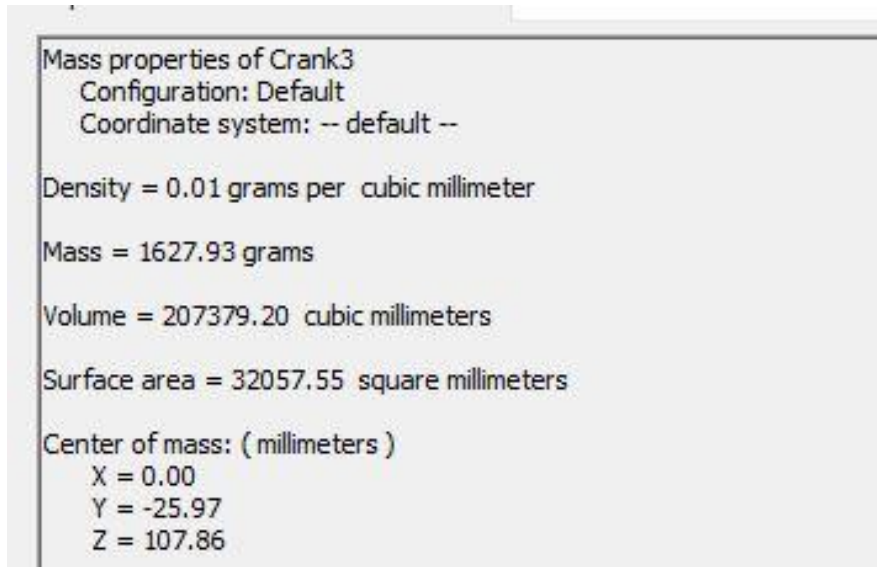 Mass properties of Crank3
Configuration: Default
Coordinate system: -- default --
Density = 0.01 grams per cubic millimeter
Mass = 1627.93 grams
Volume = 207379.20 cubic millimeters
Surface area = 32057.55 square millimeters
Center of mass: ( millimeters )
X = 0.00
Y = -25.97
Z = 107.86